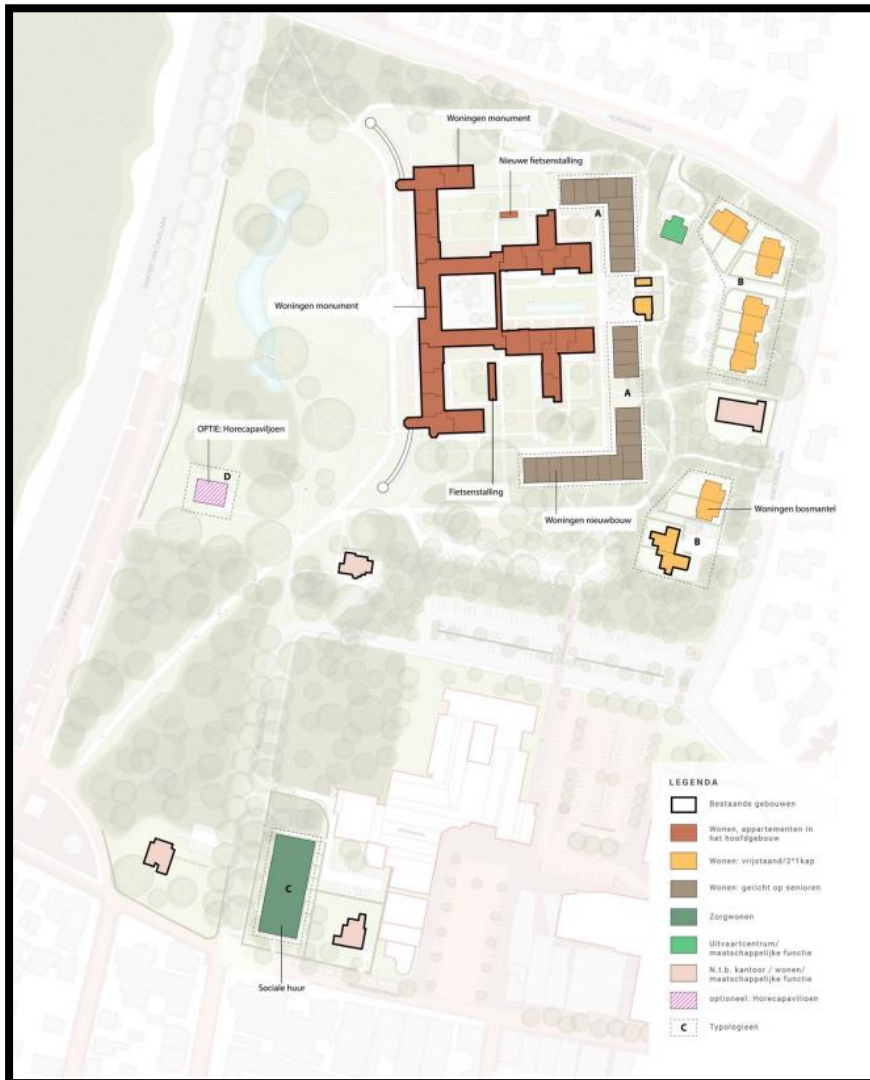 Woningen monument
Nieuwe fietsenstalling
A
B
Woningen monument
A
OPTIE: Horecapaviljoen
D
Fietsenstalling
Woningen nieuwbouw
Woningen bosmantel
B
C
Sociale huur
LEGENDA
Bestaande gebouwen
Wonen, appartementen in
het hoofdgebouw
Wonen: vrijstaand/2*1kap
Wonen: gericht op senioren
Zorgwonen
Uitvaartcentrum/
maatschappelijke functie
N.t.b. kantoor / wonen/
maatschappelijke functie
optioneel: Horecapavilioen
C
Typologieen